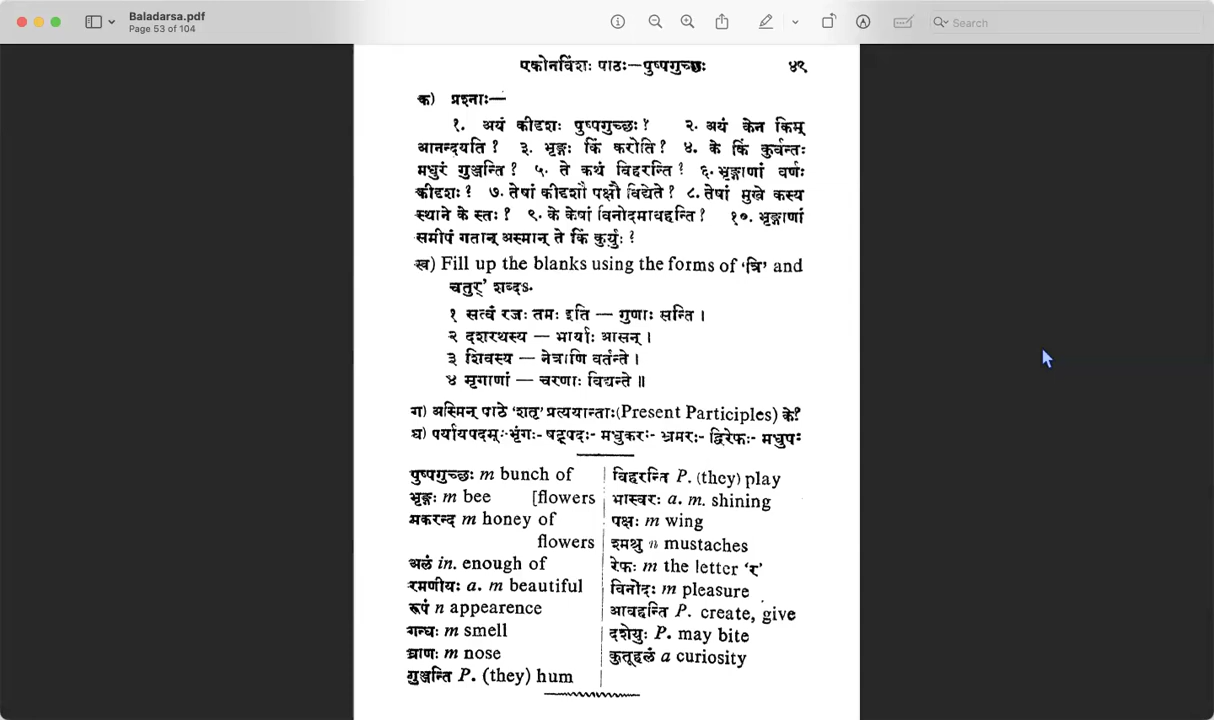 Baladarsa.pdf
Page 53 of 104
Search
एकोनविंशः पाठः—पुष्पगुच्छः ४९
क) प्रश्नाः—
१. अयं कीदृशः पुष्पगुच्छः? २. अयं केन किम्
आनन्दयति ? ३. भृङ्गः किं करोति ? ४. के किं कुर्वन्तः
मधुरं गुञ्जन्ति ? ५. ते कथं विहरन्ति ? ६. भृङ्गाणां वर्णः
कीदृशः ? ७. तेषां कीदृशौ पक्षौ विद्येते ? ८. तेषां मुखे कस्य
स्थाने के स्तः ? ९. के केषां विनोदमावहन्ति ? १०. भृङ्गाणां
समीपं गतान् अस्मान् ते किं कुर्युः ?
ख) Fill up the blanks using the forms of ‘त्रि’ and
चतुर्’ शब्दs.
१ सत्वं रजः तमः इति — गुणाः सन्ति ।
२ दशरथस्य — भार्याः आसन् ।
३ शिवस्य — नेत्राणि वर्तन्ते ।
४ मृगाणां — चरणाः विद्यन्ते ॥
ग) अस्मिन् पाठे ‘शतृ’ प्रत्ययान्ताः(Present Participles) के?
घ) पर्यायपदम्ः-भृंगः- षट्पदः- मधुकरः- भ्रमरः- द्विरेफः- मधुपः
पुष्पगुच्छः m bunch of
भृङ्गः m bee [flowers
मकरन्द m honey of
flowers
अलं in. enough of
रमणीयः a. m beautiful
रूपं n appearence
गन्धः m smell
घ्राणः m nose
गुञ्जन्ति P. (they) hum
विहरन्ति P. (they) play
भास्वरः a. m. shining
पक्षः m wing
श्मश्रु n mustaches
रेफः m the letter ‘र’
विनोदः m pleasure
आवहन्ति P. create, give
दशेयुः P. may bite
कुतूहलं a curiosity